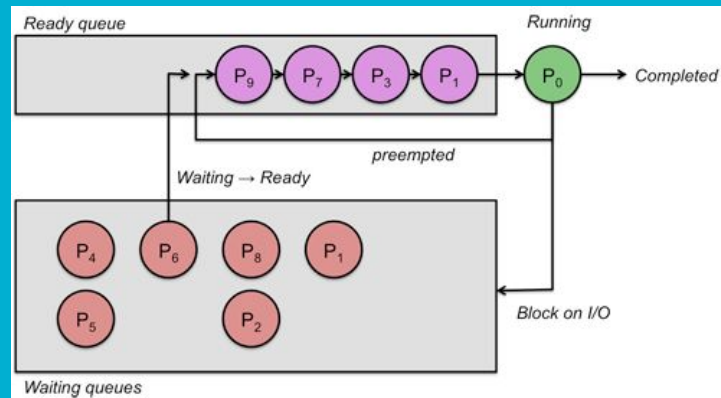 Ready queue
Running
P9 P7 P3 P1 P0 Completed
preempted
Waiting → Ready
P4 P6 P8 P1
P5 P2
Block on I/O
Waiting queues